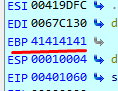 ESI 00419DFC .
EDI 0067C130 d
EBP 41414141
ESP 00010004 d
EIP 00401060 s